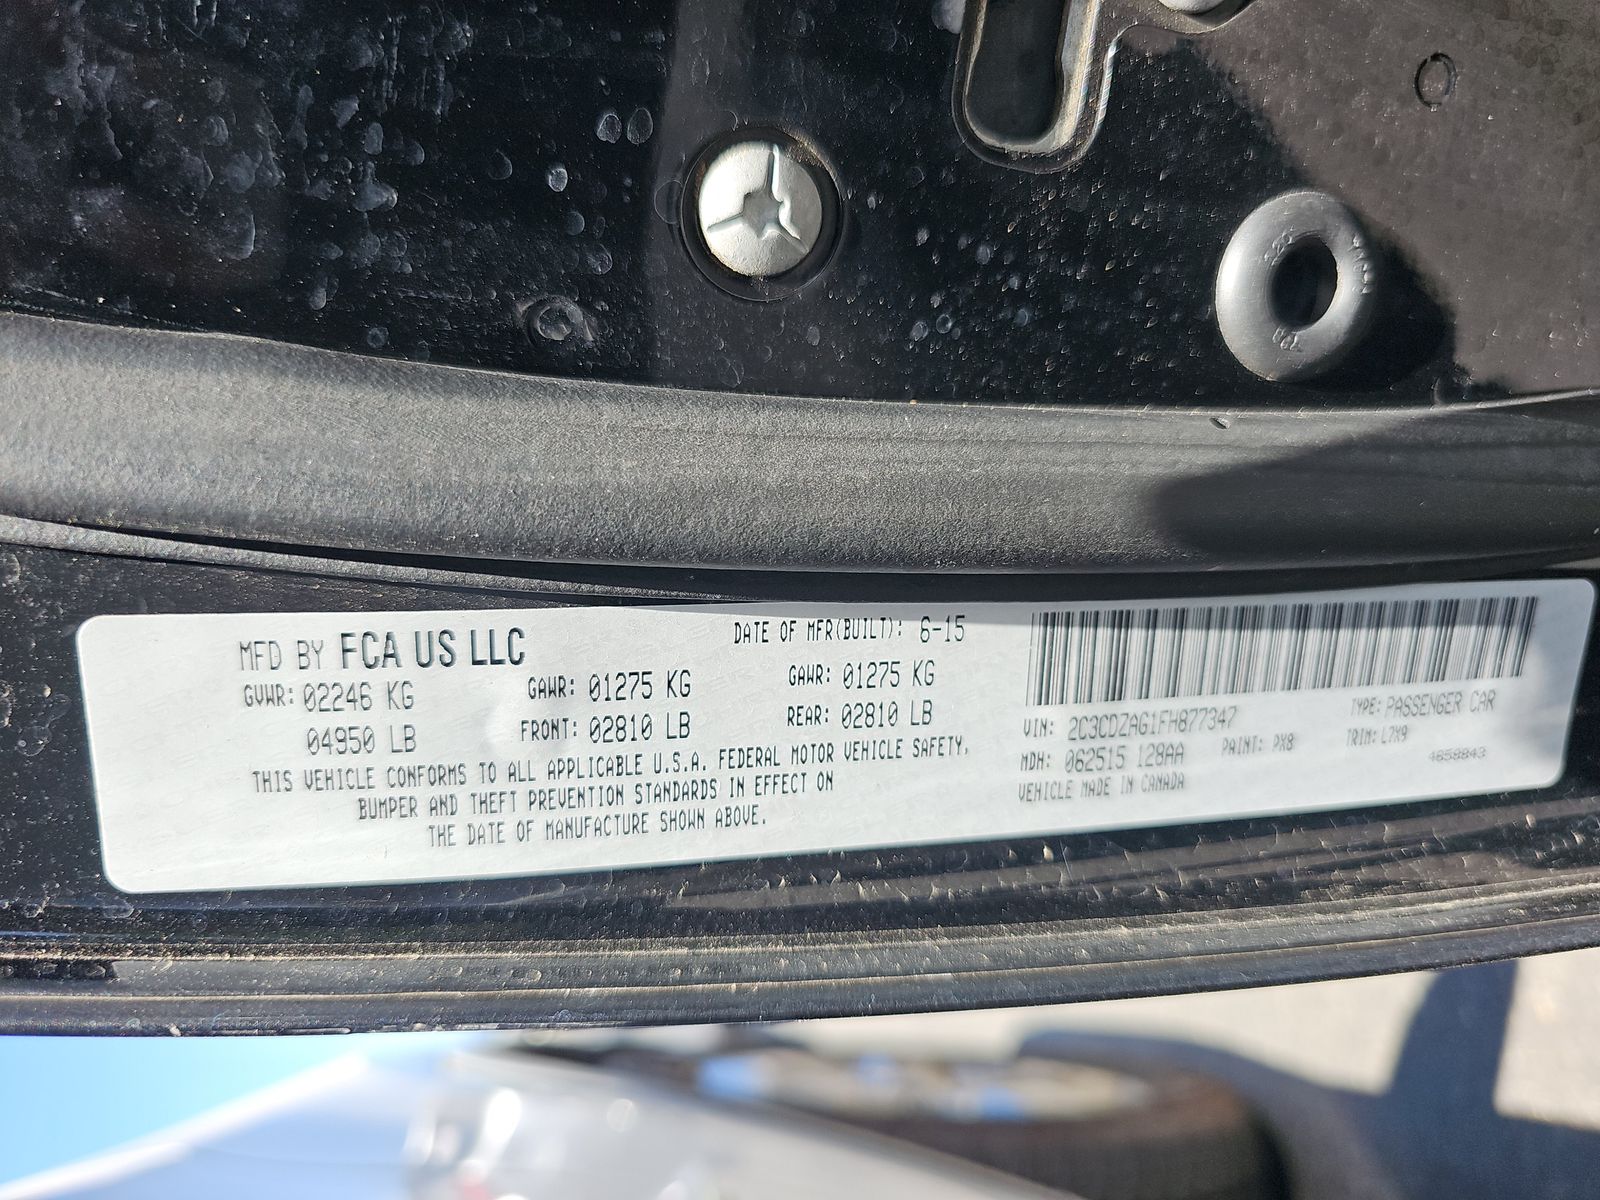 MFD BY FCA US LLC
DATE OF MFR(BUILT): 6-15
GVWR: 02246 KG
04950 LB
GAWR: 01275 KG
FRONT: 02810 LB
GAWR: 01275 KG
REAR: 02810 LB
THIS VEHICLE CONFORMS TO ALL APPLICABLE U.S.A. FEDERAL MOTOR VEHICLE SAFETY,
BUMPER AND THEFT PREVENTION STANDARDS IN EFFECT ON
THE DATE OF MANUFACTURE SHOWN ABOVE.
VIN: 2C3CDZAG1FH877347
TYPE: PASSENGER CAR
MDH: 062515 128AA
PAINT: PX8
TRIM: L7X9
VEHICLE MADE IN CANADA
4658843